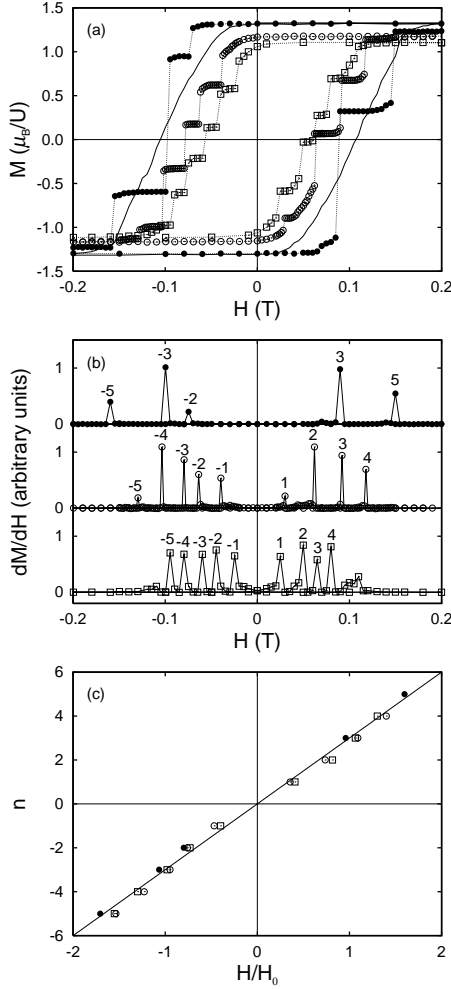 (a)
1.5
1.0
0.5
0.0
-0.5
-1.0
-1.5
M (μB/U)
-0.2 -0.1 0 0.1 0.2
H (T)
(b)
-5 -3 -2 3 5
-5 -4 -3 -2 -1 1 2 3 4
-5 -4 -3 -2 -1 1 2 3 4
1
0
1
0
1
0
dM/dH (arbitrary units)
-0.2 -0.1 0 0.1 0.2
H (T)
(c)
6
4
2
0
-2
-4
-6
n
-2 -1 0 1 2
H/H0